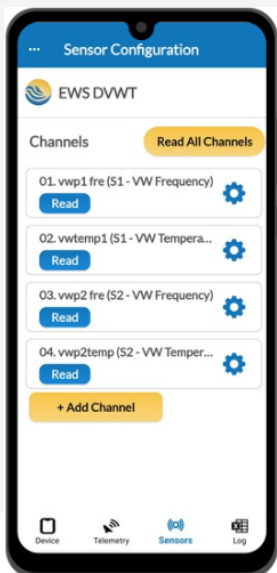 Sensor Configuration
EWS DVWT
Channels
Read All Channels
01. vwp1 fre (S1 - VW Frequency)
Read
02. vwtemp1 (S1 - VW Tempera...
Read
03. vwp2 fre (S2 - VW Frequency)
Read
04. vwp2temp (S2 - VW Temper...
Read
+ Add Channel
Device
Telemetry
Sensors
Log